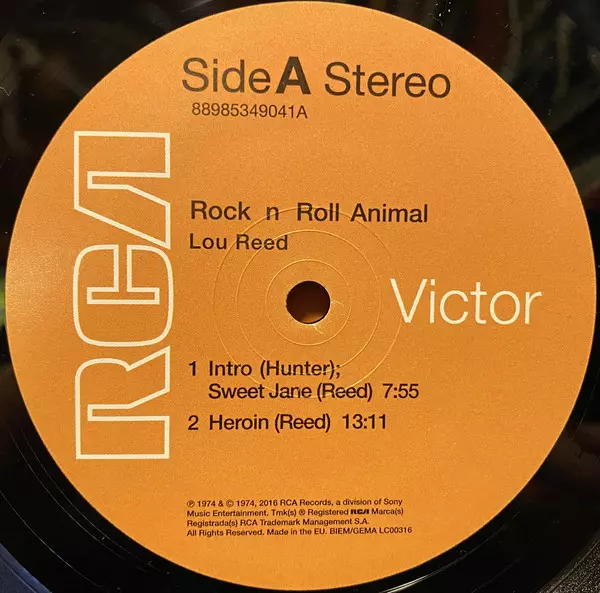 Side A Stereo
88985349041A
RCA
Rock n Roll Animal
Lou Reed
Victor
1 Intro (Hunter);
Sweet Jane (Reed) 7:55
2 Heroin (Reed) 13:11
℗ 1974 & © 1974, 2016 RCA Records, a division of Sony
Music Entertainment. Tmk(s) ® Registered RCA Marca(s)
Registrada(s) RCA Trademark Management S.A.
All Rights Reserved. Made in the EU. BIEM/GEMA LC00316